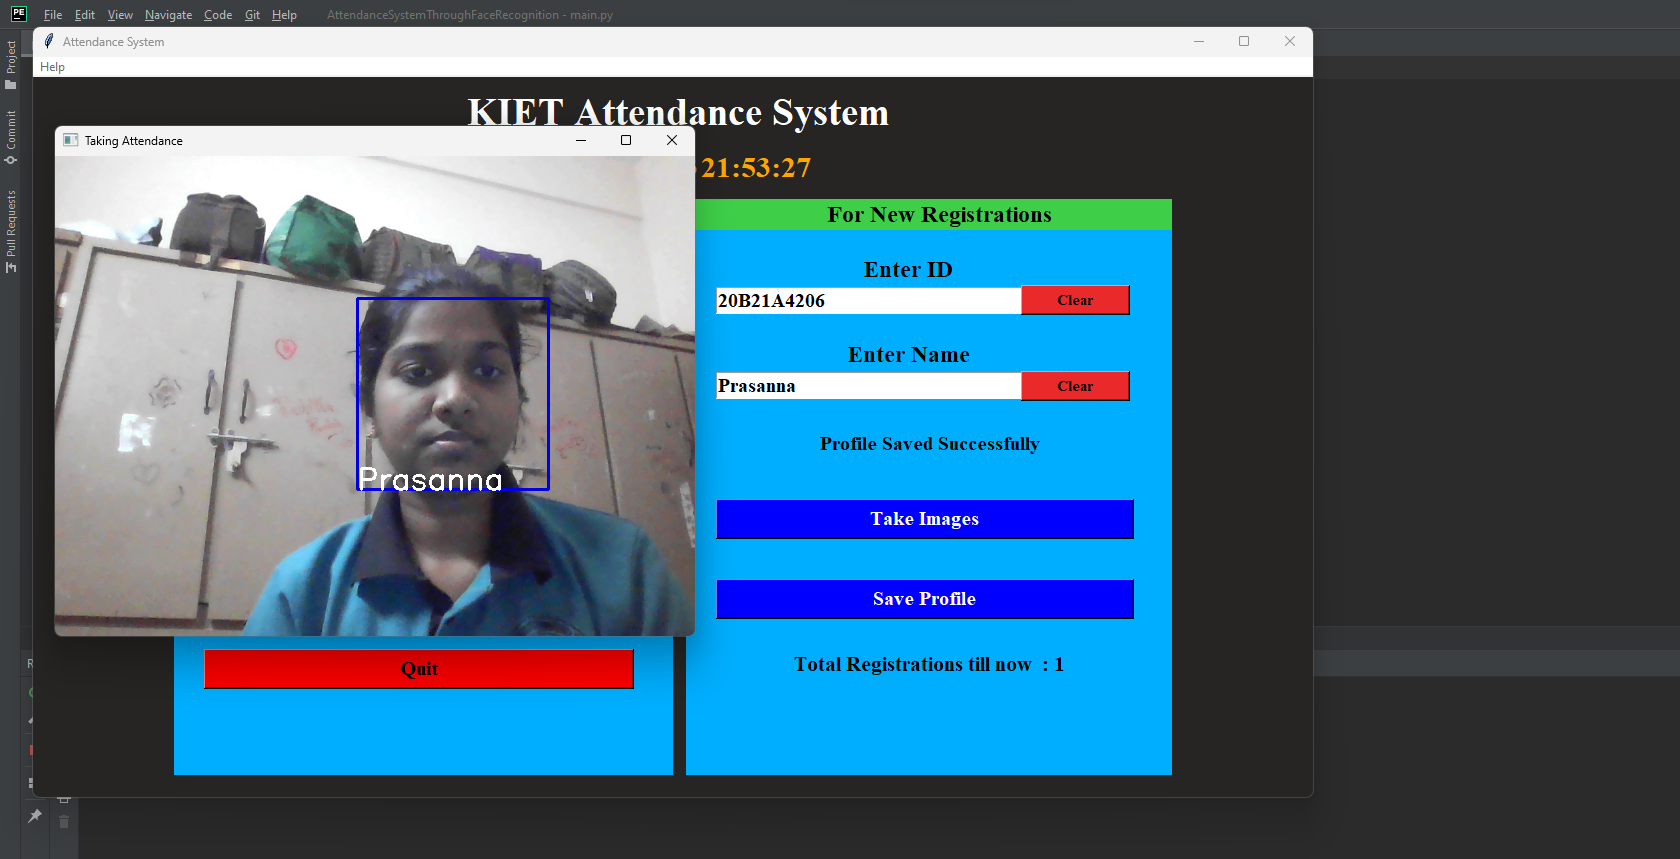 PE File Edit View Navigate Code Git Help AttendanceSystemThroughFaceRecognition - main.py
Project
Commit
Pull Requests
Attendance System
Help
KIET Attendance System
21:53:27
Taking Attendance
Prasanna
Quit
For New Registrations
Enter ID
20B21A4206 Clear
Enter Name
Prasanna Clear
Profile Saved Successfully
Take Images
Save Profile
Total Registrations till now : 1